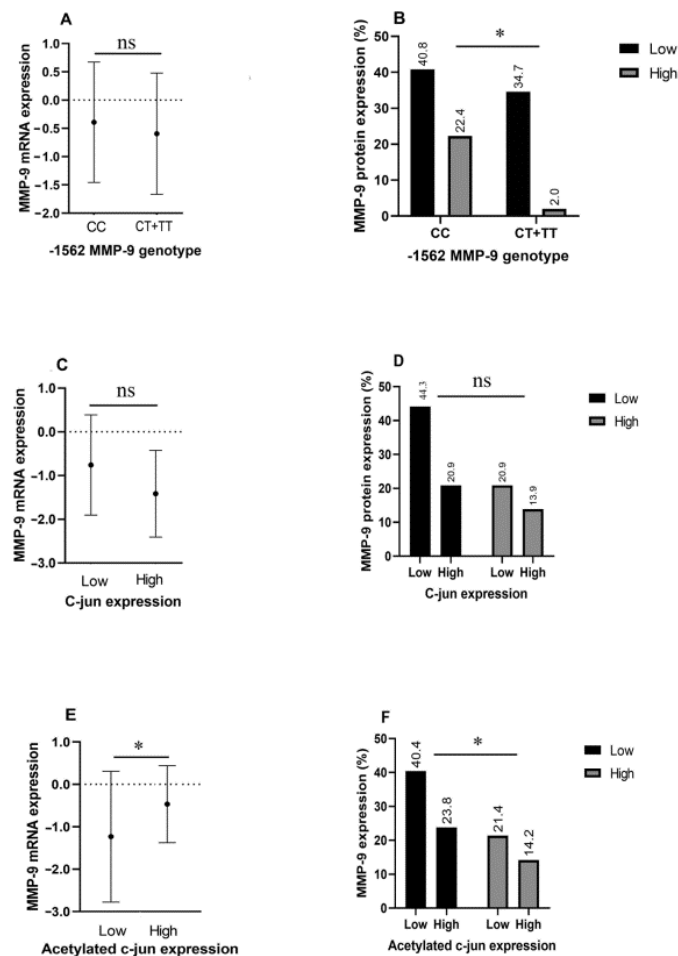 A
MMP-9 mRNA expression
1.0
0.5
0.0
−0.5
−1.0
−1.5
−2.0
ns
CC
CT+TT
-1562 MMP-9 genotype
B
MMP-9 protein expression (%)
50
40
30
20
10
0
*
40.8
22.4
34.7
2.0
CC
CT+TT
-1562 MMP-9 genotype
Low
High
C
MMP-9 mRNA expression
1.0
0.0
−1.0
−2.0
−3.0
ns
Low
High
C-jun expression
D
MMP-9 protein expression (%)
50
40
30
20
10
0
ns
44.3
20.9
20.9
13.9
Low High
Low High
C-jun expression
Low
High
E
MMP-9 mRNA expression
1.0
0.0
−1.0
−2.0
−3.0
*
Low
High
Acetylated c-jun expression
F
MMP-9 expression (%)
50
40
30
20
10
0
*
40.4
23.8
21.4
14.2
Low High
Low High
Acetylated c-jun expression
Low
High